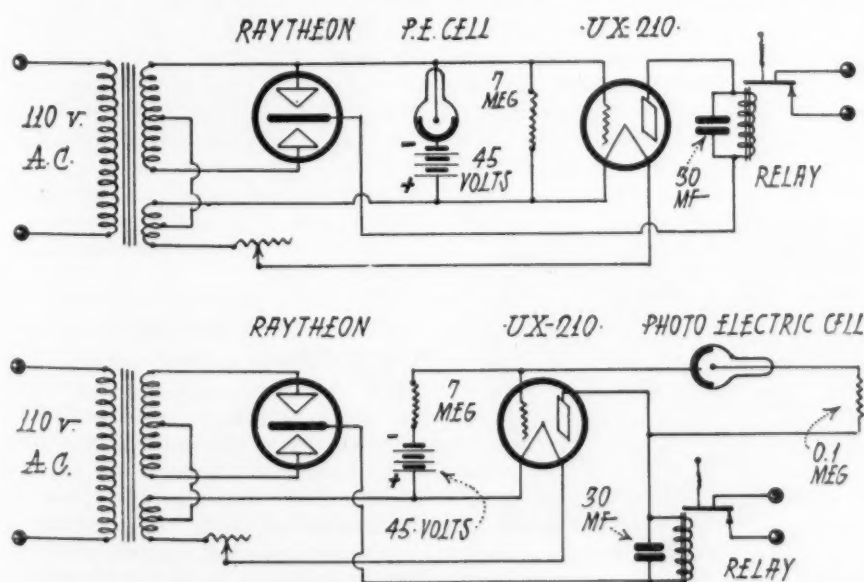 RAYTHEON
P.E. CELL
·UX-210·
7
MEG
110 v.
A.C.
-
+
45
VOLTS
30
MF
RELAY
RAYTHEON
·UX-210·
PHOTO ELECTRIC CELL
7
MEG
110 v.
A.C.
-
+
45·VOLTS
30
MF
0.1
MEG
RELAY